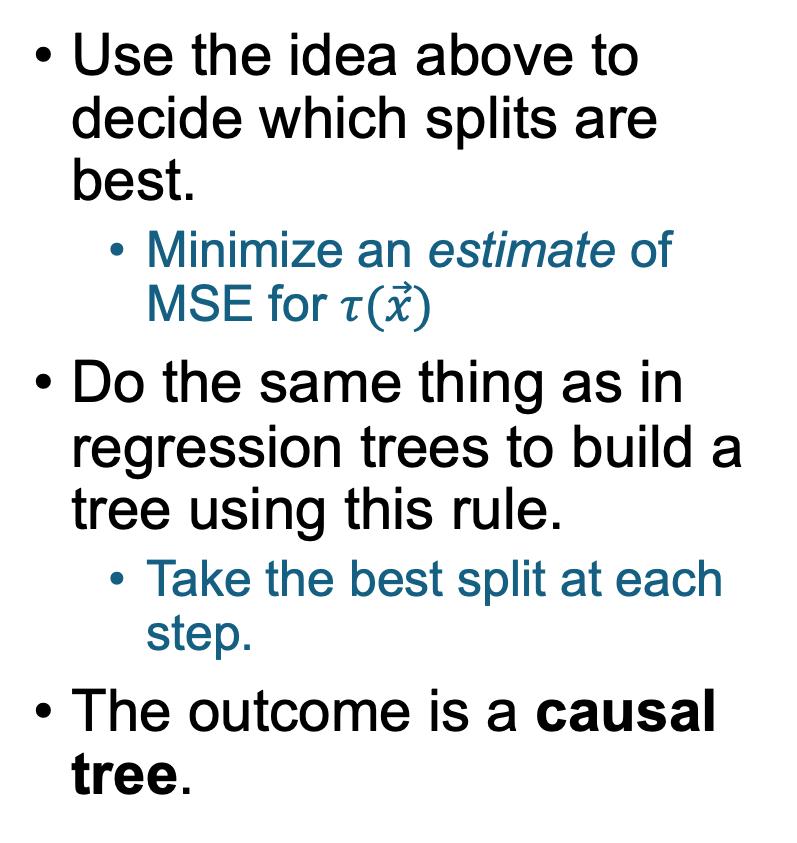 • Use the idea above to
decide which splits are
best.
• Minimize an estimate of
MSE for τ(x⃗)
• Do the same thing as in
regression trees to build a
tree using this rule.
• Take the best split at each
step.
• The outcome is a causal
tree.